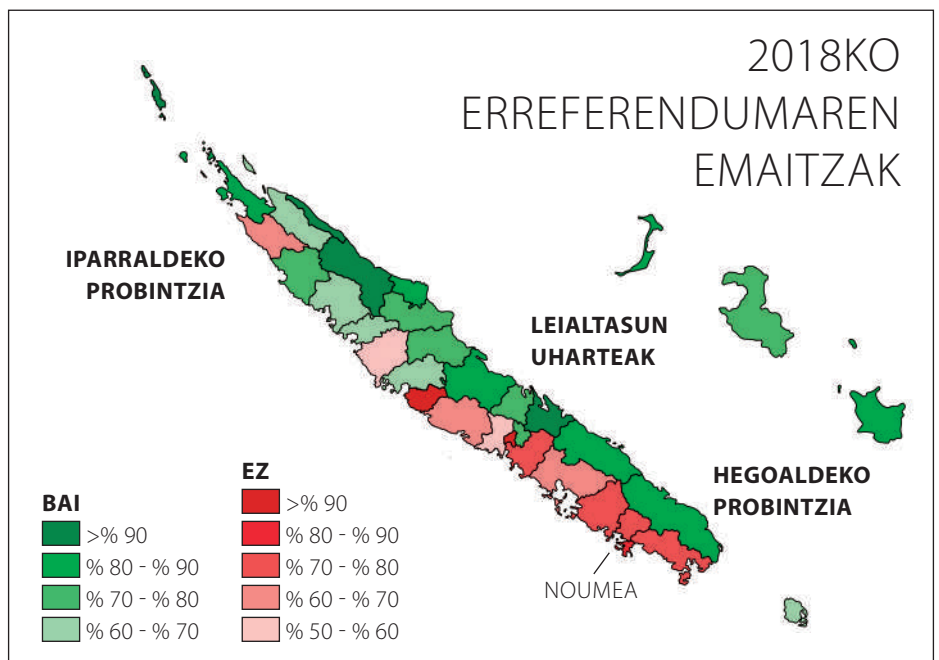 2018KO
ERREFERENDUMAREN
EMAITZAK
IPARRALDEKO
PROBINTZIA
LEIALTASUN
UHARTEAK
HEGOALDEKO
PROBINTZIA
NOUMEA
BAI
>% 90
% 80 - % 90
% 70 - % 80
% 60 - % 70
EZ
>% 90
% 80 - % 90
% 70 - % 80
% 60 - % 70
% 50 - % 60